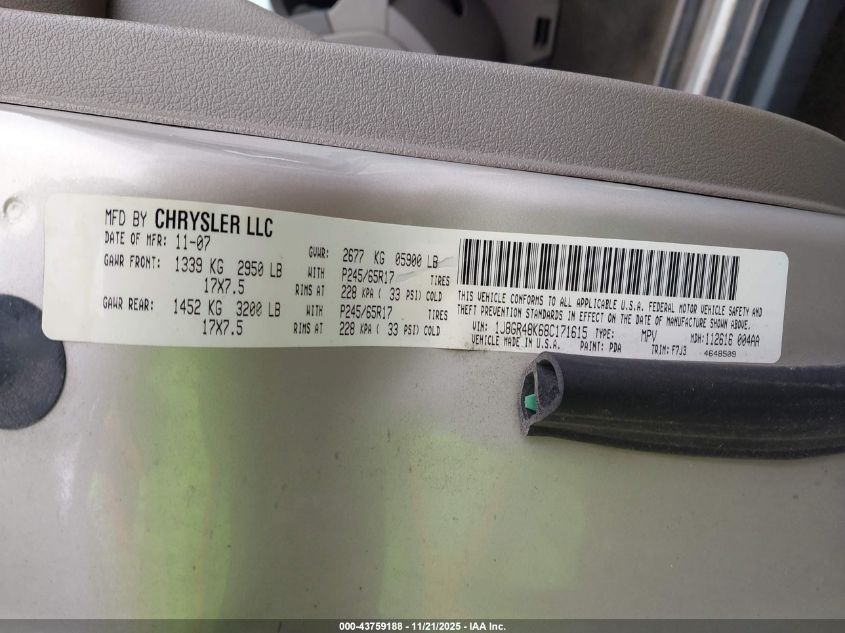 MFD BY CHRYSLER LLC
DATE OF MFR: 11-07
GVWR: 2677 KG 05900 LB
GAWR FRONT: 1339 KG 2950 LB WITH P245/65R17 TIRES
17X7.5 RIMS AT 228 KPA ( 33 PSI) COLD
GAWR REAR: 1452 KG 3200 LB WITH P245/65R17 TIRES
17X7.5 RIMS AT 228 KPA ( 33 PSI) COLD
THIS VEHICLE CONFORMS TO ALL APPLICABLE U.S.A. FEDERAL MOTOR VEHICLE SAFETY AND
THEFT PREVENTION STANDARDS IN EFFECT ON THE DATE OF MANUFACTURE SHOWN ABOVE.
VIN: 1J8GR48K68C171615 TYPE: MPV MDH: 112616 004AA
VEHICLE MADE IN U.S.A. PAINT: PDA TRIM: F7J3 4648509
000-43759188 - 11/21/2025 - IAA Inc.